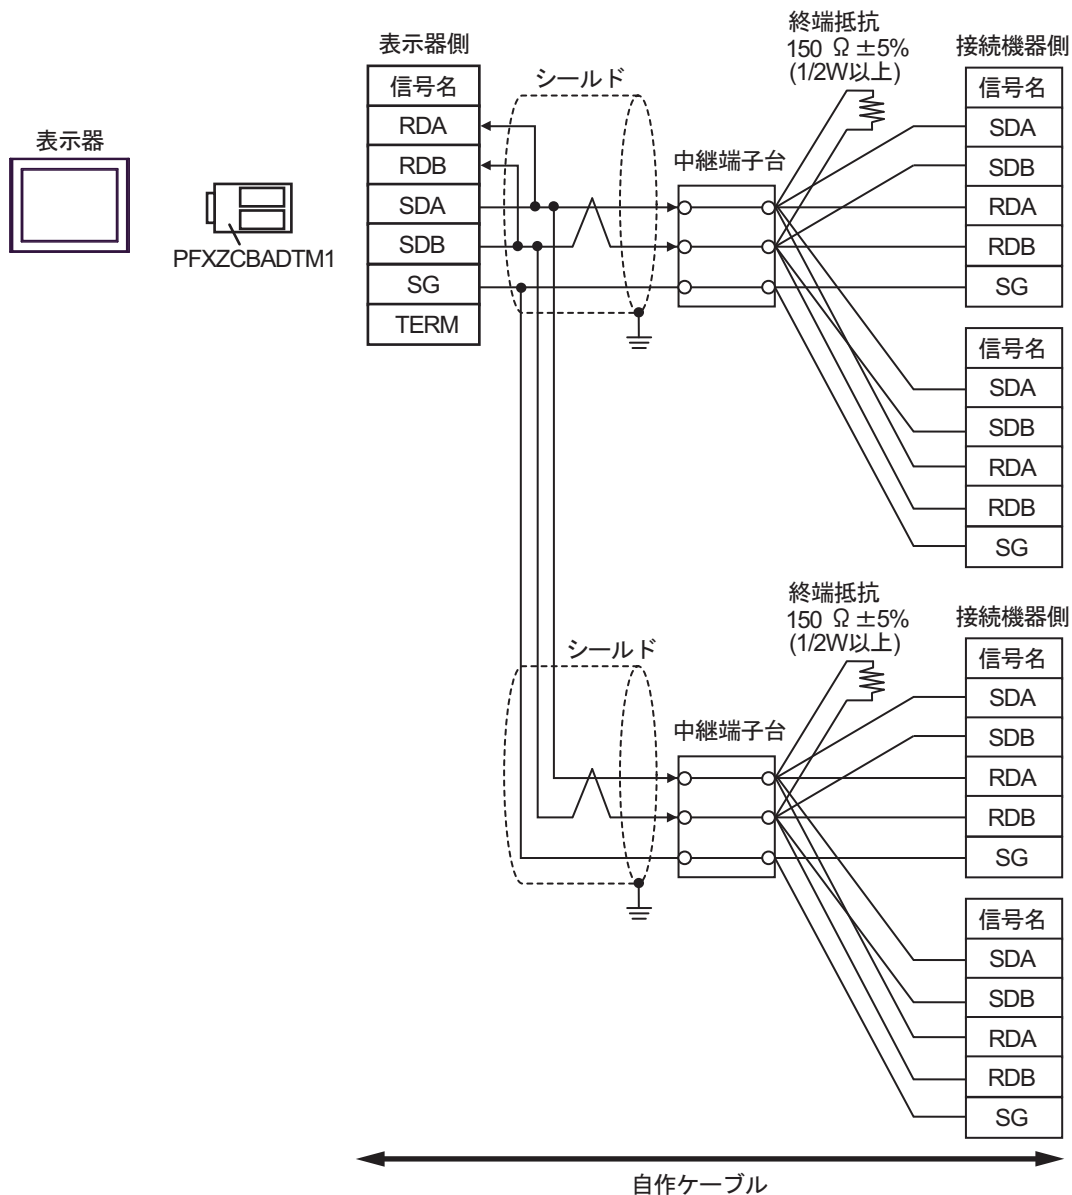 表示器
PFXZCBADTM1
表示器側
信号名
RDA
RDB
SDA
SDB
SG
TERM
シールド
中継端子台
終端抵抗
150 Ω ±5%
(1/2W以上)
接続機器側
信号名
SDA
SDB
RDA
RDB
SG
信号名
SDA
SDB
RDA
RDB
SG
シールド
中継端子台
終端抵抗
150 Ω ±5%
(1/2W以上)
接続機器側
信号名
SDA
SDB
RDA
RDB
SG
信号名
SDA
SDB
RDA
RDB
SG
自作ケーブル